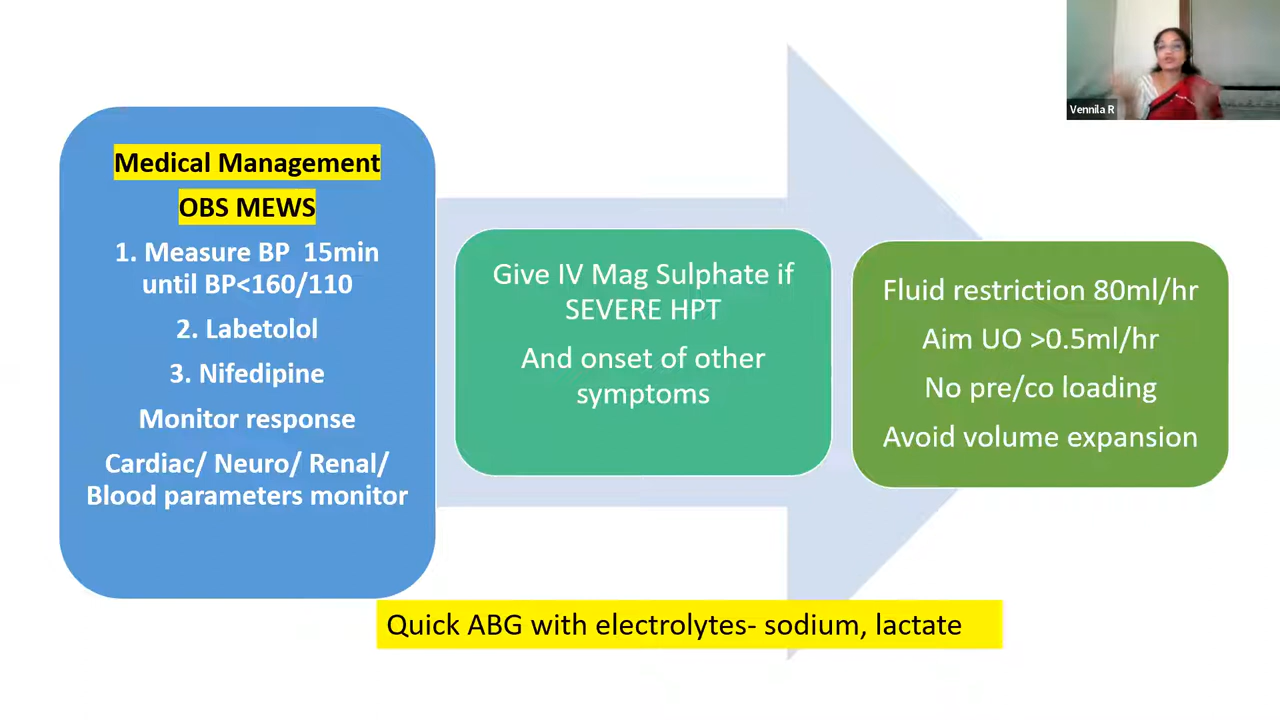 Vennila R
Medical Management
OBS MEWS
1. Measure BP 15min
until BP<160/110
2. Labetolol
3. Nifedipine
Monitor response
Cardiac/ Neuro/ Renal/
Blood parameters monitor
Give IV Mag Sulphate if
SEVERE HPT
And onset of other
symptoms
Fluid restriction 80ml/hr
Aim UO >0.5ml/hr
No pre/co loading
Avoid volume expansion
Quick ABG with electrolytes- sodium, lactate